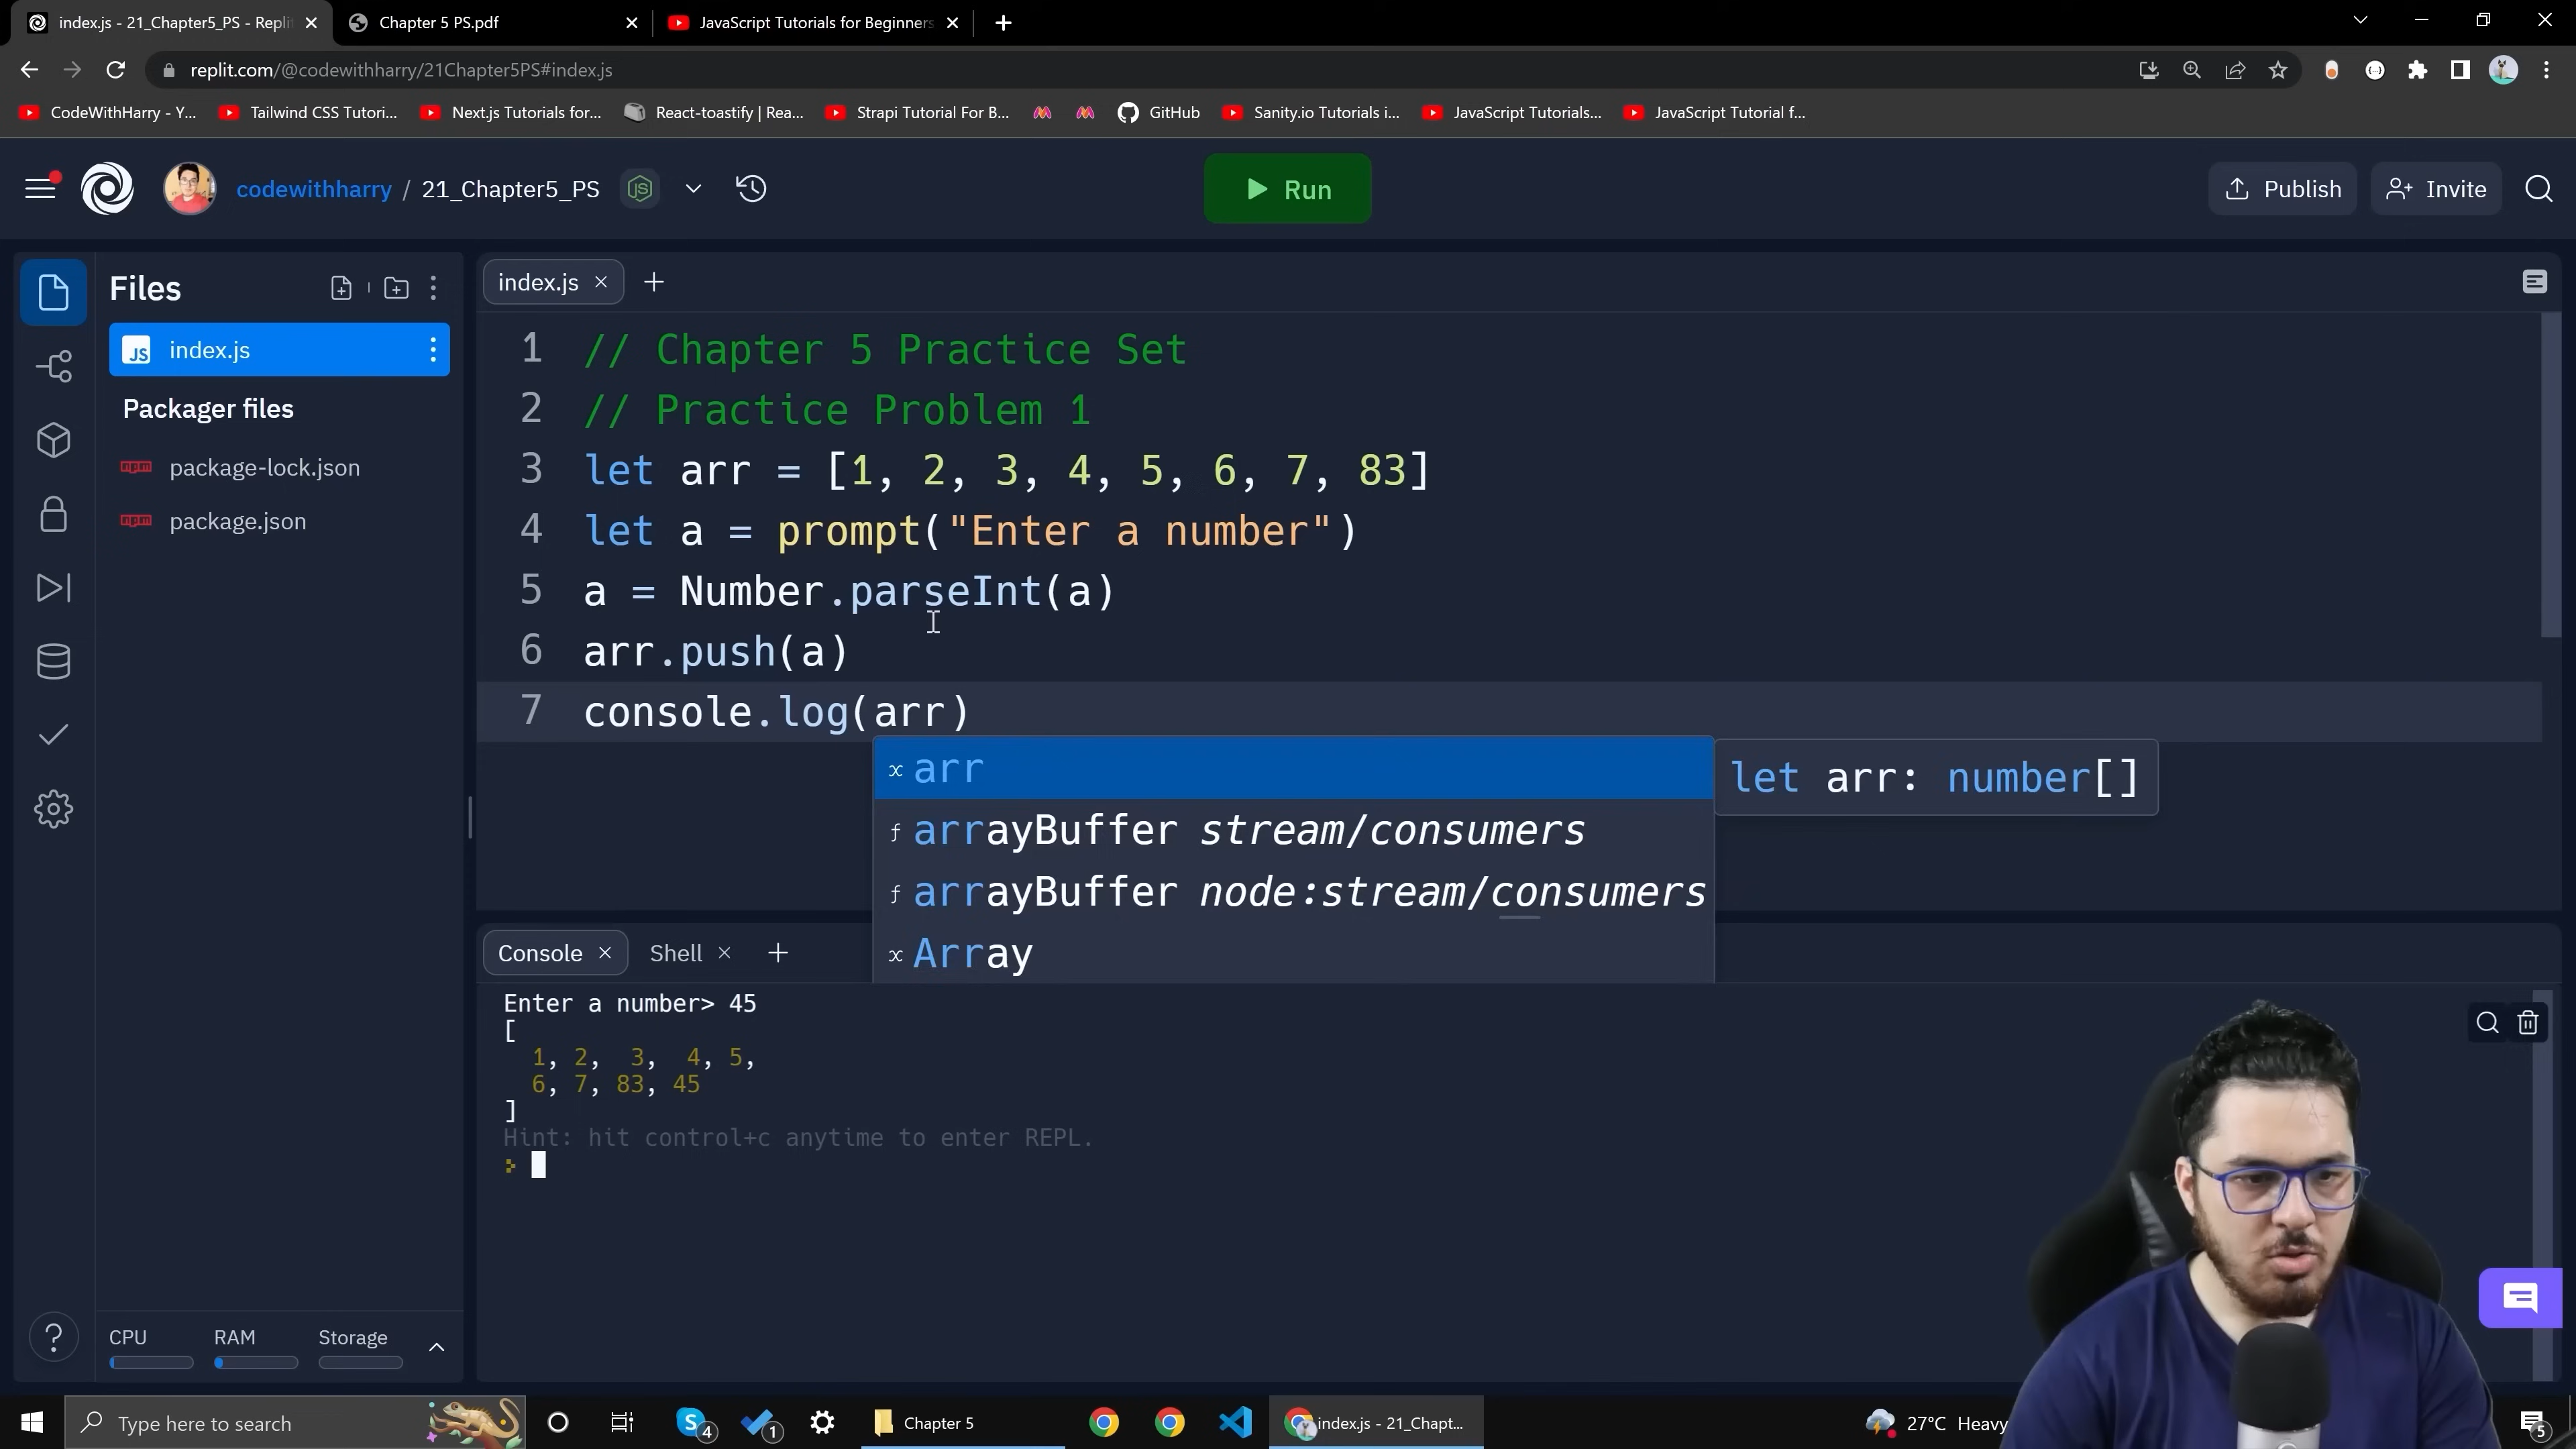 index.js - 21_Chapter5_PS - Repli
Chapter 5 PS.pdf
JavaScript Tutorials for Beginners
replit.com/@codewithharry/21Chapter5PS#index.js
CodeWithHarry - Y...
Tailwind CSS Tutori...
Next.js Tutorials for...
React-toastify | Rea...
Strapi Tutorial For B...
GitHub
Sanity.io Tutorials i...
JavaScript Tutorials...
JavaScript Tutorial f...
codewithharry / 21_Chapter5_PS
Run
Publish
Invite
Files
index.js
Packager files
package-lock.json
package.json
index.js
1 // Chapter 5 Practice Set
2 // Practice Problem 1
3 let arr = [1, 2, 3, 4, 5, 6, 7, 83]
4 let a = prompt("Enter a number")
5 a = Number.parseInt(a)
6 arr.push(a)
7 console.log(arr)
arr
let arr: number[]
arrayBuffer stream/consumers
arrayBuffer node:stream/consumers
Array
Console
Shell
Enter a number> 45
[
1, 2, 3, 4, 5,
6, 7, 83, 45
]
Hint: hit control+c anytime to enter REPL.
CPU
RAM
Storage
Type here to search
4
1
Chapter 5
index.js - 21_Chapt...
27°C Heavy
5